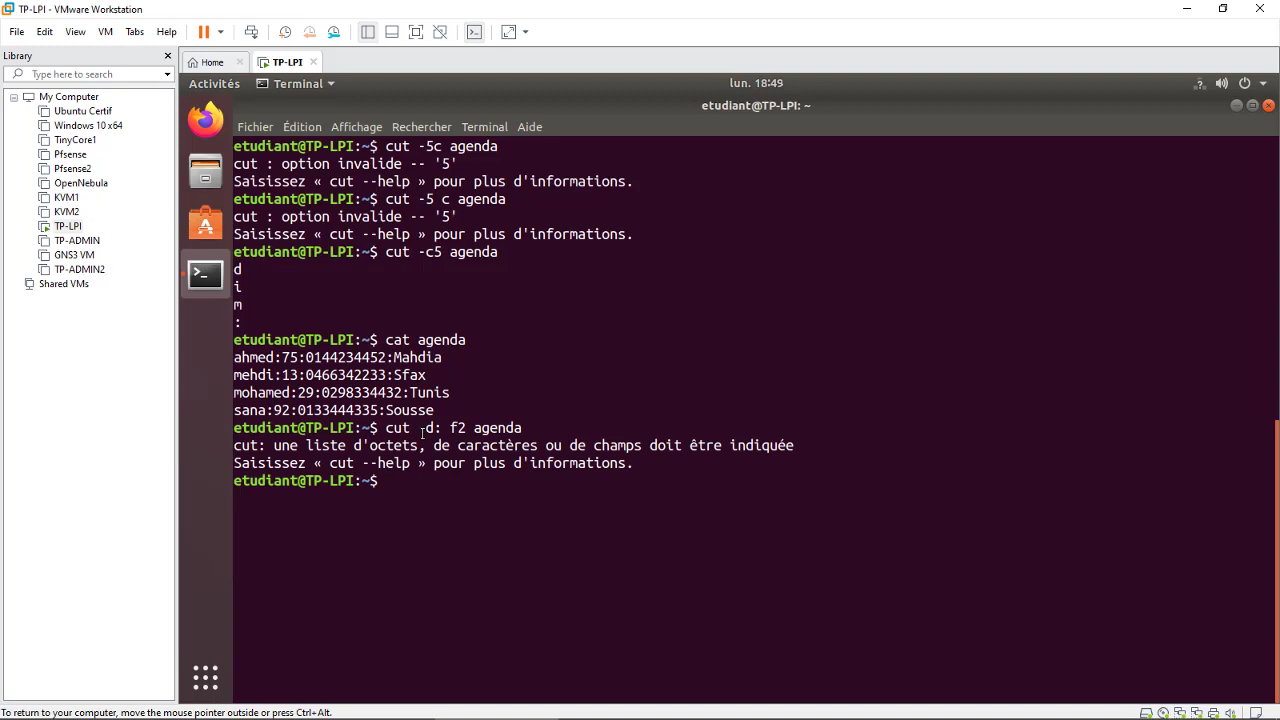 TP-LPI - VMware Workstation
File Edit View VM Tabs Help
Library
Type here to search
My Computer
Ubuntu Certif
Windows 10 x64
TinyCore1
Pfsense
Pfsense2
OpenNebula
KVM1
KVM2
TP-LPI
TP-ADMIN
GNS3 VM
TP-ADMIN2
Shared VMs
Home TP-LPI
Activités Terminal lun. 18:49
etudiant@TP-LPI: ~
Fichier Édition Affichage Rechercher Terminal Aide
etudiant@TP-LPI:~$ cut -5c agenda
cut : option invalide -- '5'
Saisissez « cut --help » pour plus d'informations.
etudiant@TP-LPI:~$ cut -5 c agenda
cut : option invalide -- '5'
Saisissez « cut --help » pour plus d'informations.
etudiant@TP-LPI:~$ cut -c5 agenda
d
i
m
:
etudiant@TP-LPI:~$ cat agenda
ahmed:75:0144234452:Mahdia
mehdi:13:0466342233:Sfax
mohamed:29:0298334432:Tunis
sana:92:0133444335:Sousse
etudiant@TP-LPI:~$ cut -d: f2 agenda
cut: une liste d'octets, de caractères ou de champs doit être indiquée
Saisissez « cut --help » pour plus d'informations.
etudiant@TP-LPI:~$
To return to your computer, move the mouse pointer outside or press Ctrl+Alt.